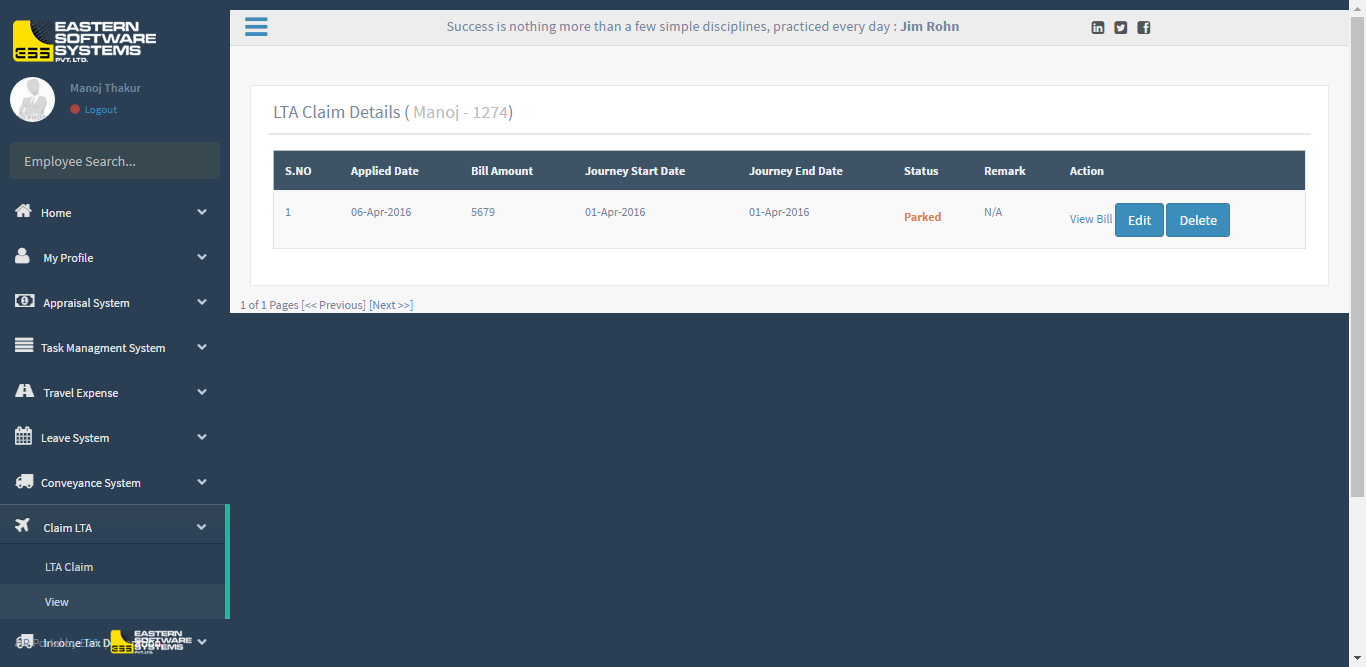 EASTERN
SOFTWARE
SYSTEMS
PVT. LTD.
ESS
Manoj Thakur
Logout
Employee Search...
Home
My Profile
Appraisal System
Task Managment System
Travel Expense
Leave System
Conveyance System
Claim LTA
LTA Claim
View
Income Tax
EASTERN
SOFTWARE
SYSTEMS
PVT. LTD.
ESS
Success is nothing more than a few simple disciplines, practiced every day : Jim Rohn
LTA Claim Details ( Manoj - 1274)
S.NO Applied Date Bill Amount Journey Start Date Journey End Date Status Remark Action
1 06-Apr-2016 5679 01-Apr-2016 01-Apr-2016 Parked N/A View Bill Edit Delete
1 of 1 Pages [<< Previous] [Next >>]